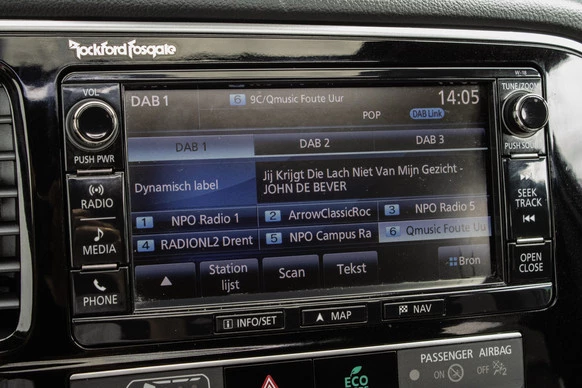 Rockford Fosgate
VOL
PUSH PWR
RADIO
MEDIA
PHONE
DAB 1
6 9C/Qmusic Foute Uur
14:05
POP
DAB Link
DAB 1 DAB 2 DAB 3
Dynamisch label
Jij Krijgt Die Lach Niet Van Mijn Gezicht -
JOHN DE BEVER
1 NPO Radio 1 2 ArrowClassicRoc 3 NPO Radio 5
4 RADIONL2 Drent 5 NPO Campus Ra 6 Qmusic Foute Uu
Station
lijst
Scan
Tekst
Bron
TUNE/ZOOM
SEEK
TRACK
OPEN
CLOSE
i INFO/SET
MAP
NAV
PASSENGER AIRBAG
ON OFF
ECO